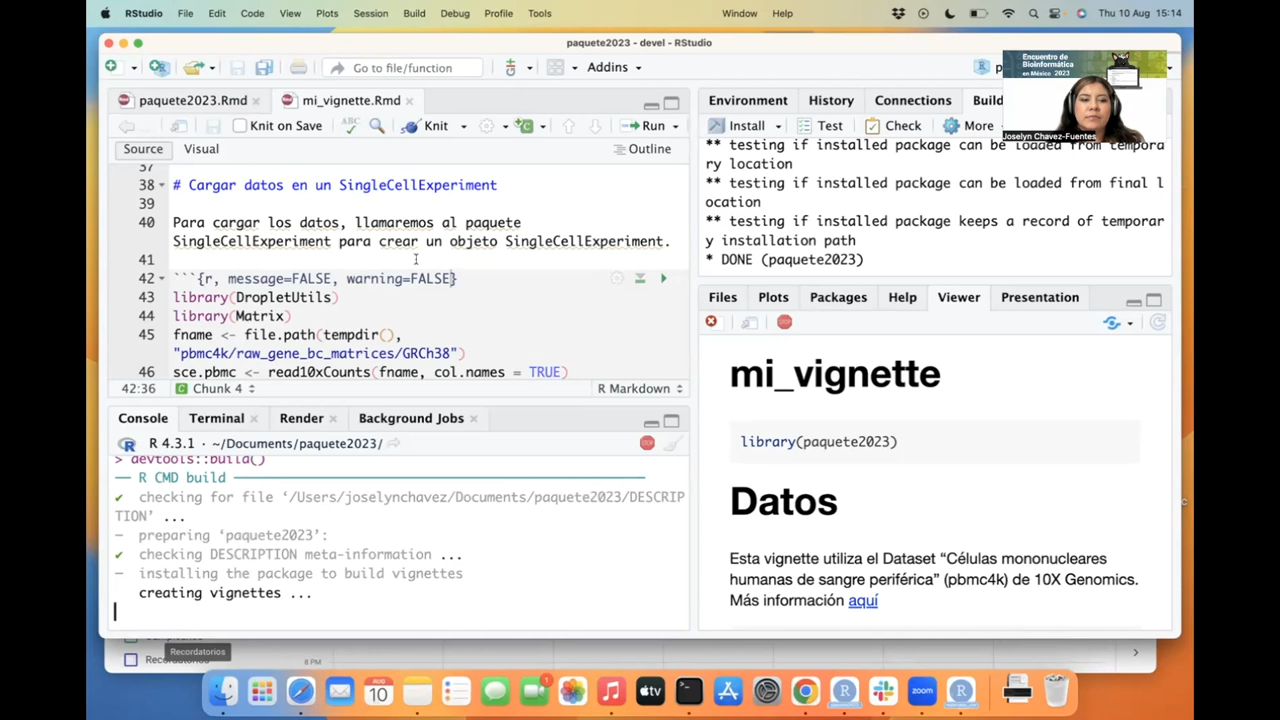 RStudio File Edit Code View Plots Session Build Debug Profile Tools Window Help Thu 10 Aug 15:14
paquete2023 - devel - RStudio
Go to file/function Addins
Encuentro de
Bioinformática
en México 2023
Joselyn Chavez-Fuentes
paquete2023.Rmd mi_vignette.Rmd
Knit on Save Knit Run
Source Visual Outline
37
38 # Cargar datos en un SingleCellExperiment
39
40 Para cargar los datos, llamaremos al paquete
SingleCellExperiment para crear un objeto SingleCellExperiment.
41
42 ```{r, message=FALSE, warning=FALSE}
43 library(DropletUtils)
44 library(Matrix)
45 fname <- file.path(tempdir(),
"pbmc4k/raw_gene_bc_matrices/GRCh38")
46 sce.pbmc <- read10xCounts(fname, col.names = TRUE)
42:36 Chunk 4 R Markdown
Console Terminal Render Background Jobs
R 4.3.1 · ~/Documents/paquete2023/
> devtools::build()
── R CMD build ──
✔ checking for file ‘/Users/joselynchavez/Documents/paquete2023/DESCRIP
TION’ ...
─ preparing ‘paquete2023’:
✔ checking DESCRIPTION meta-information ...
─ installing the package to build vignettes
creating vignettes ...
Environment History Connections Build
Install Test Check More
** testing if installed package can be loaded from tempora
ry location
** testing if installed package can be loaded from final l
ocation
** testing if installed package keeps a record of temporar
y installation path
* DONE (paquete2023)
Files Plots Packages Help Viewer Presentation
mi_vignette
library(paquete2023)
Datos
Esta vignette utiliza el Dataset “Células mononucleares
humanas de sangre periférica” (pbmc4k) de 10X Genomics.
Más información aquí
Recordatorios
Recordatorios
8 PM
AUG
10
1
tv
zoom
R
R